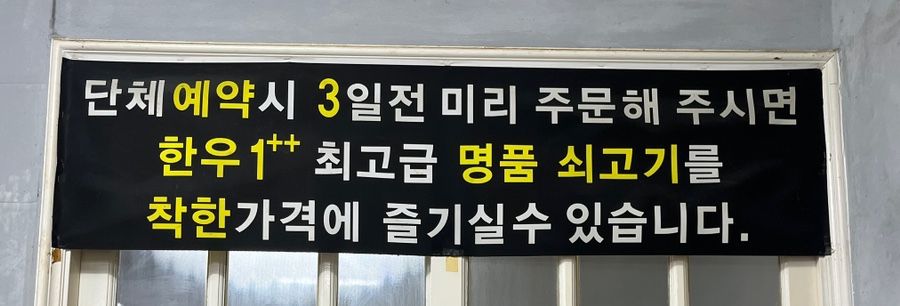 단체예약시 3일전 미리 주문해 주시면
한우1++ 최고급 명품 쇠고기를
착한가격에 즐기실수 있습니다.